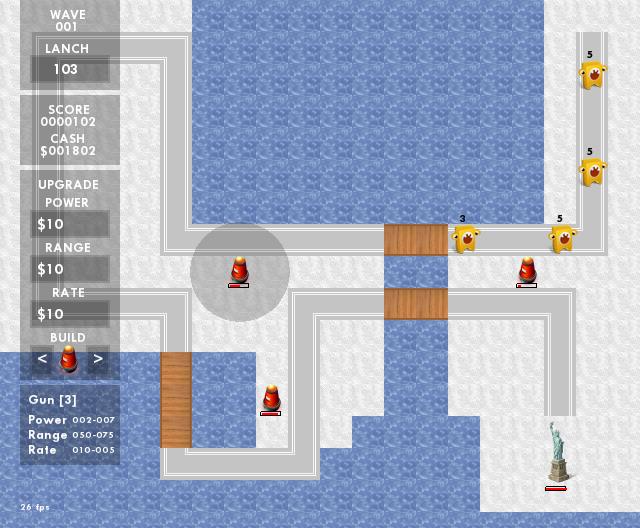 WAVE
001
LANCH
103
SCORE
0000102
CASH
$001802
UPGRADE
POWER
$10
RANGE
$10
RATE
$10
BUILD
< >
Gun [3]
Power 002-007
Range 050-075
Rate 010-005
26 fps
5
5
3
5